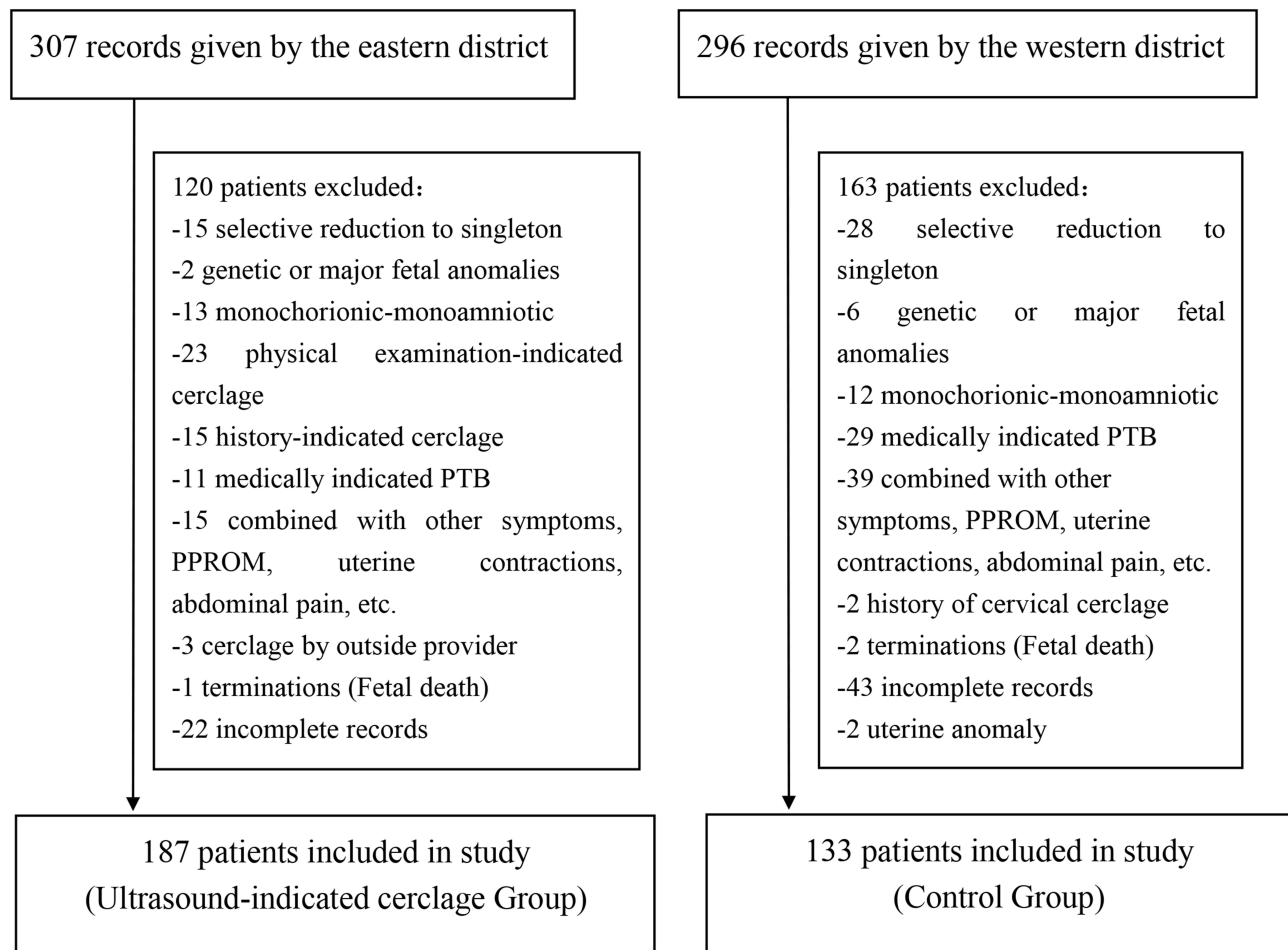 307 records given by the eastern district
120 patients excluded：
-15 selective reduction to singleton
-2 genetic or major fetal anomalies
-13 monochorionic-monoamniotic
-23 physical examination-indicated
cerclage
-15 history-indicated cerclage
-11 medically indicated PTB
-15 combined with other symptoms,
PPROM, uterine contractions,
abdominal pain, etc.
-3 cerclage by outside provider
-1 terminations (Fetal death)
-22 incomplete records
187 patients included in study
(Ultrasound-indicated cerclage Group)
296 records given by the western district
163 patients excluded：
-28 selective reduction to
singleton
-6 genetic or major fetal
anomalies
-12 monochorionic-monoamniotic
-29 medically indicated PTB
-39 combined with other
symptoms, PPROM, uterine
contractions, abdominal pain, etc.
-2 history of cervical cerclage
-2 terminations (Fetal death)
-43 incomplete records
-2 uterine anomaly
133 patients included in study
(Control Group)